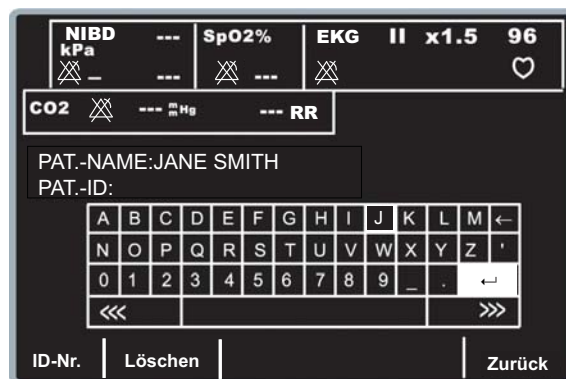 NIBD --- SpO2% EKG II x1.5 96
kPa
– --- ---
CO2 --- mmHg --- RR
PAT.-NAME:JANE SMITH
PAT.-ID:
A B C D E F G H I J K L M ←
N O P Q R S T U V W X Y Z '
0 1 2 3 4 5 6 7 8 9 _ . ↵
<<< >>>
ID-Nr. Löschen Zurück